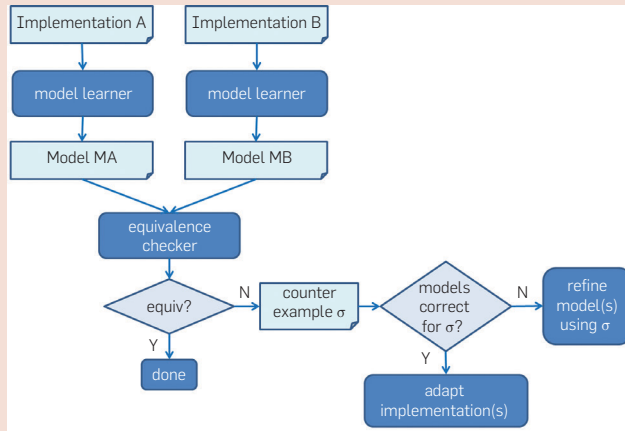 Implementation A
Implementation B
model learner
model learner
Model MA
Model MB
equivalence
checker
equiv?
N
counter
example σ
models
correct
for σ?
N
refine
model(s)
using σ
Y
done
Y
adapt
implementation(s)